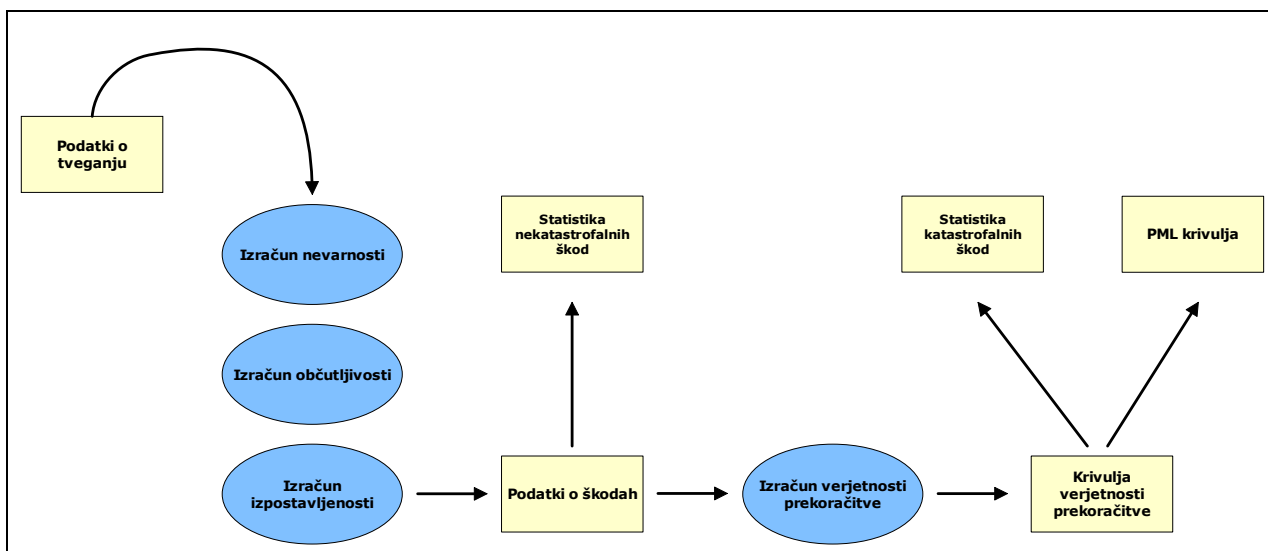 Podatki o
tveganju
Izračun nevarnosti
Statistika
nekatastrofalnih
škod
Statistika
katastrofalnih
škod
PML krivulja
Izračun občutljivosti
Izračun
izpostavljenosti
Podatki o škodah
Izračun verjetnosti
prekoračitve
Krivulja
verjetnosti
prekoračitve